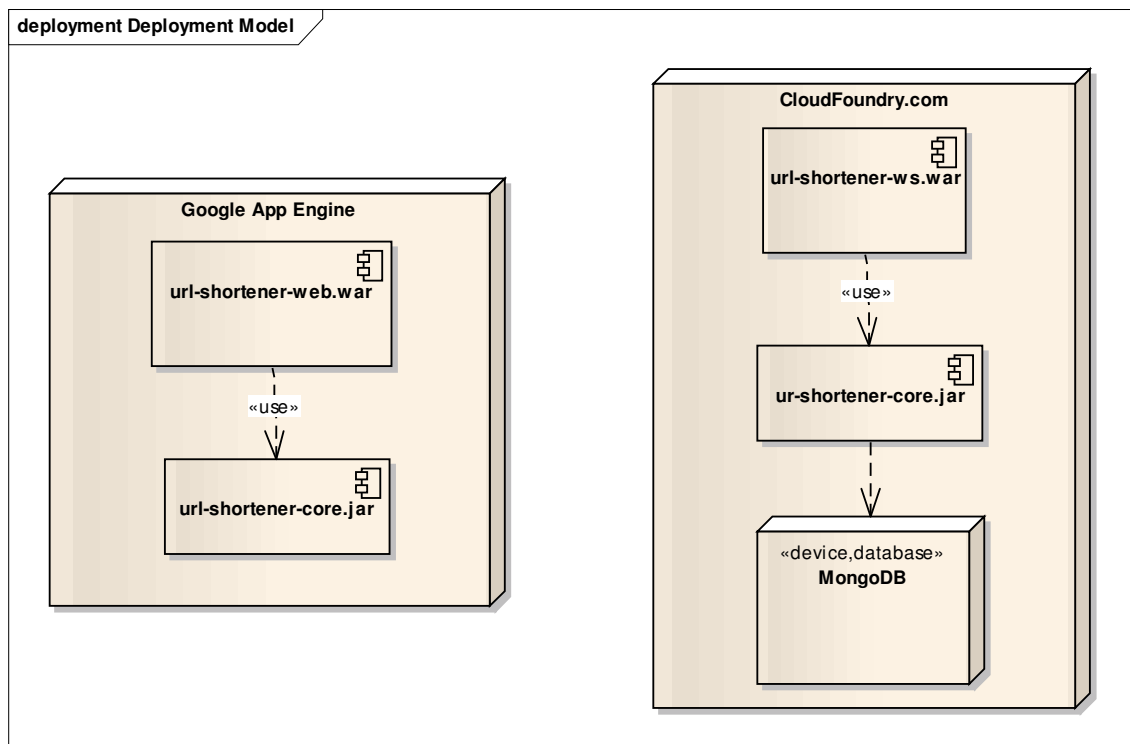 deployment Deployment Model
Google App Engine
url-shortener-web.war
«use»
url-shortener-core.jar
CloudFoundry.com
url-shortener-ws.war
«use»
ur-shortener-core.jar
«device,database»
MongoDB